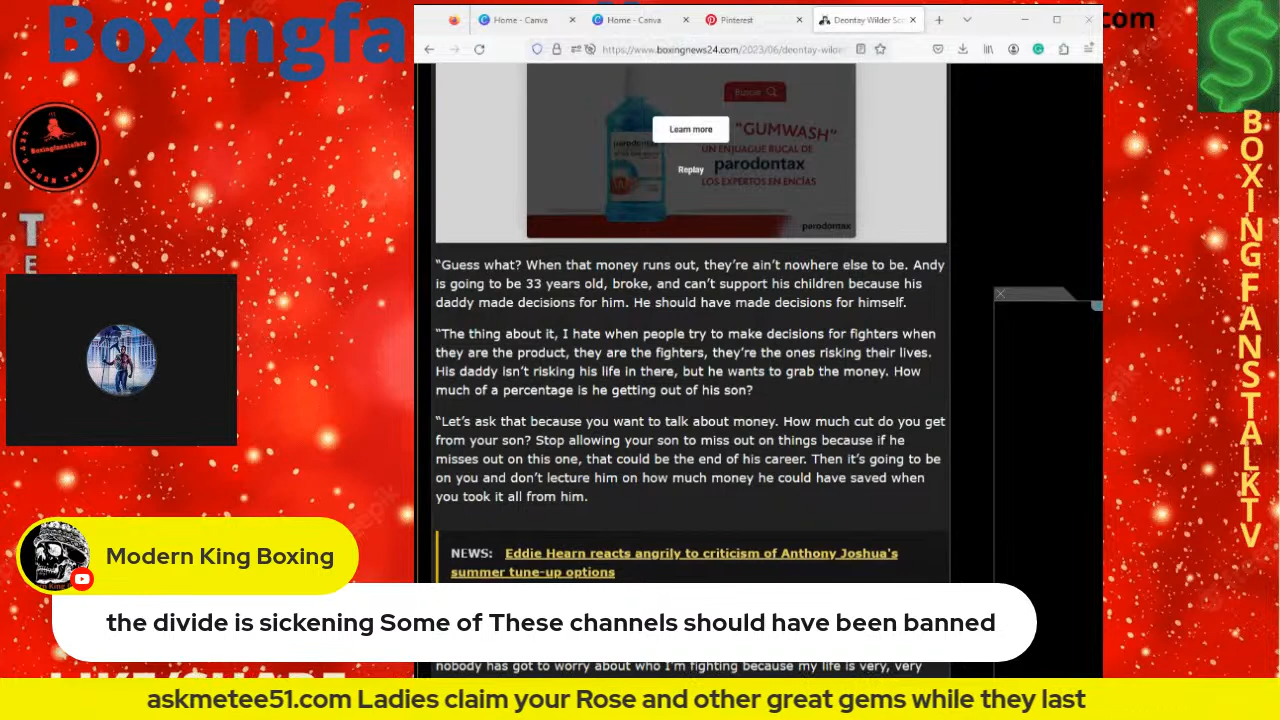 Boxingfa
com
Home - Canva
Home - Canva
Pinterest
Deontay Wilder Sco
https://www.boxingnews24.com/2023/06/deontay-wilder
Buscar
Learn more
"GUMWASH"
UN ENJUAGUE BUCAL DE
parodontax
LOS EXPERTOS EN ENCÍAS
Replay
parodontax
parodontax
“Guess what? When that money runs out, they’re ain’t nowhere else to be. Andy
is going to be 33 years old, broke, and can’t support his children because his
daddy made decisions for him. He should have made decisions for himself.
“The thing about it, I hate when people try to make decisions for fighters when
they are the product, they are the fighters, they’re the ones risking their lives.
His daddy isn’t risking his life in there, but he wants to grab the money. How
much of a percentage is he getting out of his son?
“Let’s ask that because you want to talk about money. How much cut do you get
from your son? Stop allowing your son to miss out on things because if he
misses out on this one, that could be the end of his career. Then it’s going to be
on you and don’t lecture him on how much money he could have saved when
you took it all from him.
NEWS: Eddie Hearn reacts angrily to criticism of Anthony Joshua's
summer tune-up options
nobody has got to worry about who I’m fighting because my life is very, very
Boxingfanstalktv
LET'S TURN TWO
T
E
BOXINGFANSTALKTV
Modern King Boxing
the divide is sickening Some of These channels should have been banned
LIKE/SHARE
askmetee51.com Ladies claim your Rose and other great gems while they last